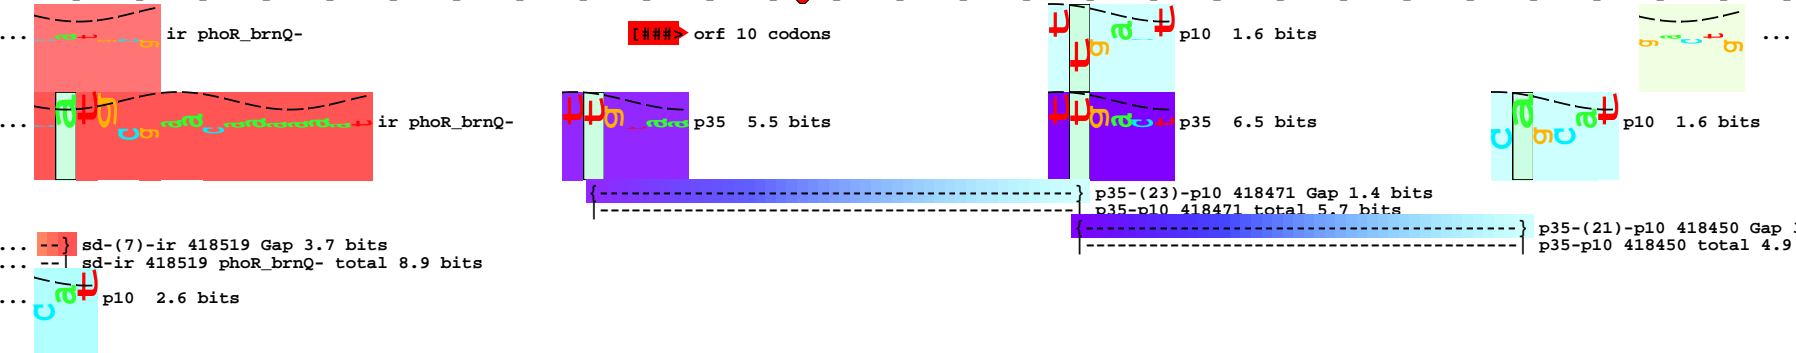 ... ir phoR_brnQ- [###> orf 10 codons p10 1.6 bits ...
... ir phoR_brnQ- p35 5.5 bits p35 6.5 bits p10 1.6 bits
{----------------------------------------------} p35-(23)-p10 418471 Gap 1.4 bits
|----------------------------------------------| p35-p10 418471 total 5.7 bits
{------------------------------------------} p35-(21)-p10 418450 Gap
... --} sd-(7)-ir 418519 Gap 3.7 bits |------------------------------------------| p35-p10 418450 total 4.9
... --| sd-ir 418519 phoR_brnQ- total 8.9 bits
... cat p10 2.6 bits